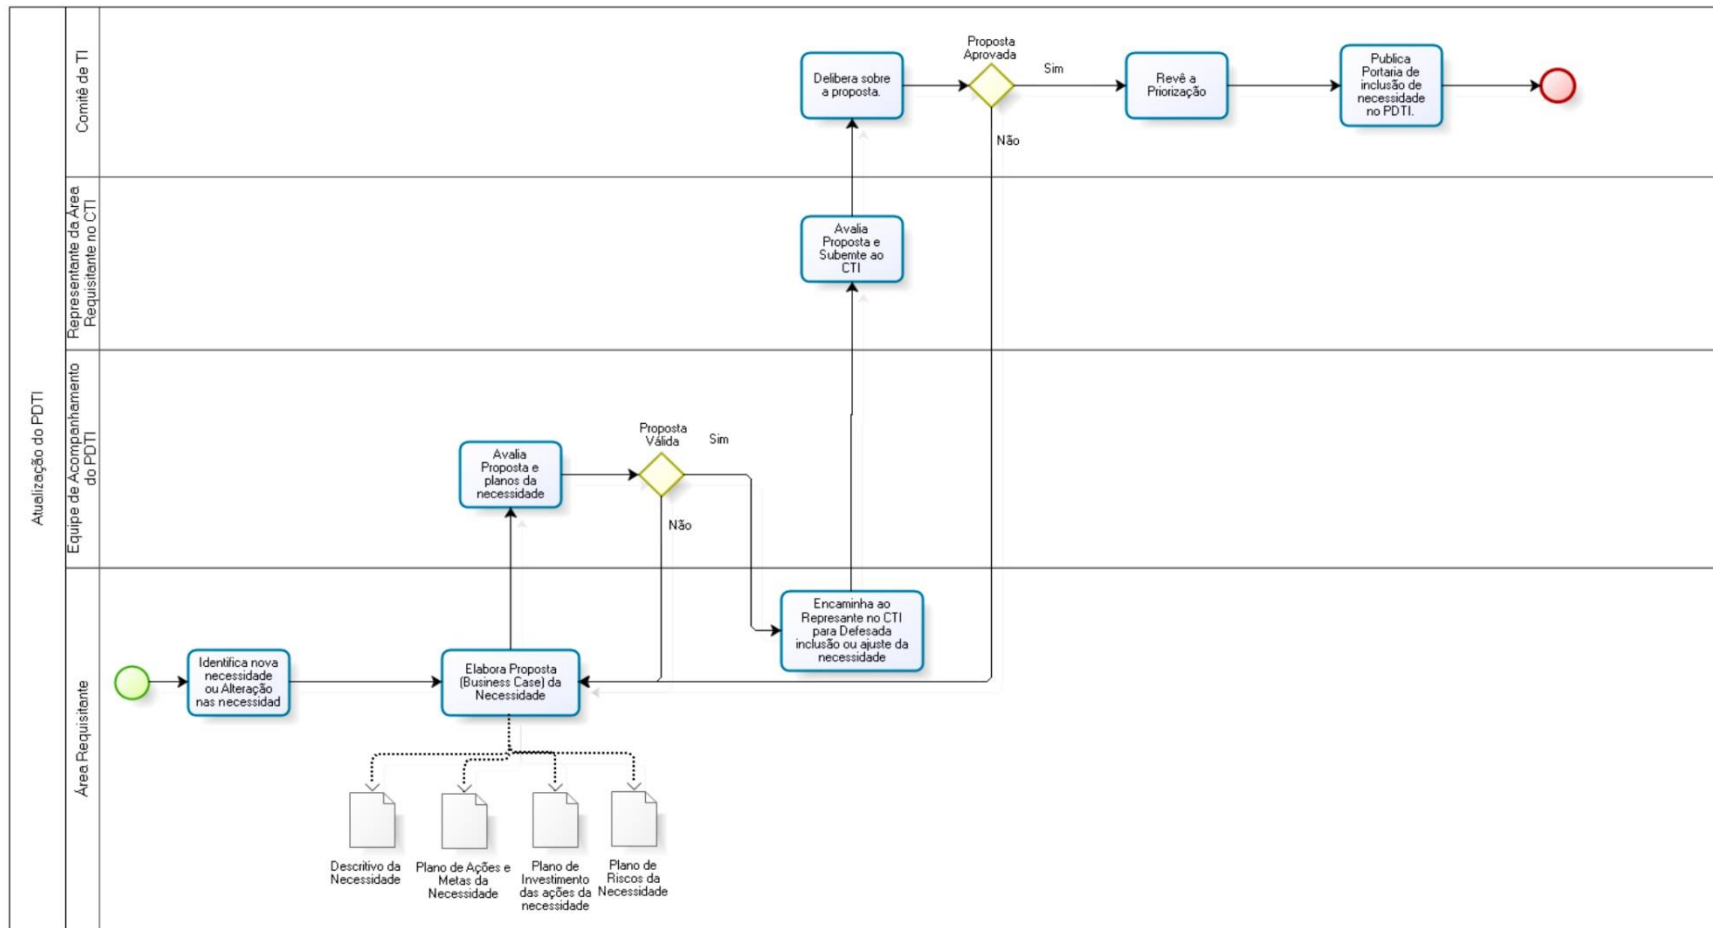 Atualização do PDTI
Comitê de TI
Delibera sobre
a proposta.
Proposta
Aprovada
Sim
Não
Revê a
Priorização
Publica
Portaria de
inclusão de
necessidade
no PDTI.
Representante da Área
Requisitante no CTI
Avalia
Proposta e
Subemte ao
CTI
Equipe de Acompanhamento
do PDTI
Avalia
Proposta e
planos da
necessidade
Proposta
Válida
Sim
Não
Área Requisitante
Identifica nova
necessidade
ou Alteração
nas necessidad
Elabora Proposta
(Business Case) da
Necessidade
Encaminha ao
Represante no CTI
para Defesada
inclusão ou ajuste da
necessidade
Descritivo da
Necessidade
Plano de Ações e
Metas da
Necessidade
Plano de
Investimento
das ações da
necessidade
Plano de
Riscos da
Necessidade